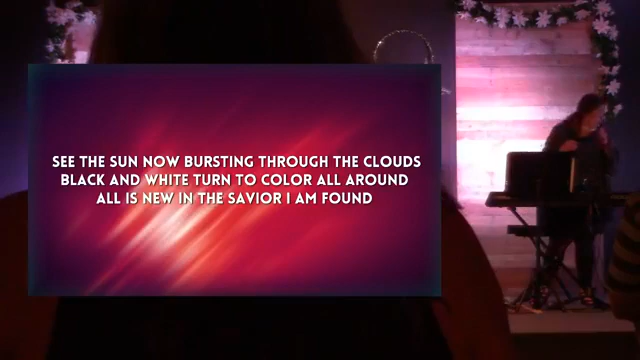 SEE THE SUN NOW BURSTING THROUGH THE CLOUDS
BLACK AND WHITE TURN TO COLOR ALL AROUND
ALL IS NEW IN THE SAVIOR I AM FOUND